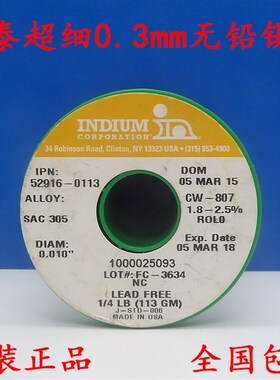 泰超细0.3mm无铅锡
INDIUM
CORPORATION
34 Robinson Road, Clinton, NY 13323 USA • (315) 853-4900
IPN:
52916-0113
DOM
05 MAR 15
ALLOY:
SAC 305
CW-807
1.8-2.5%
ROL0
DIAM:
0.010"
Exp. Date
05 MAR 18
1000025093
LOT#: FC-3634
NC
LEAD FREE
1/4 LB (113 GM)
J-STD-006
MADE IN USA
装正品
全国包